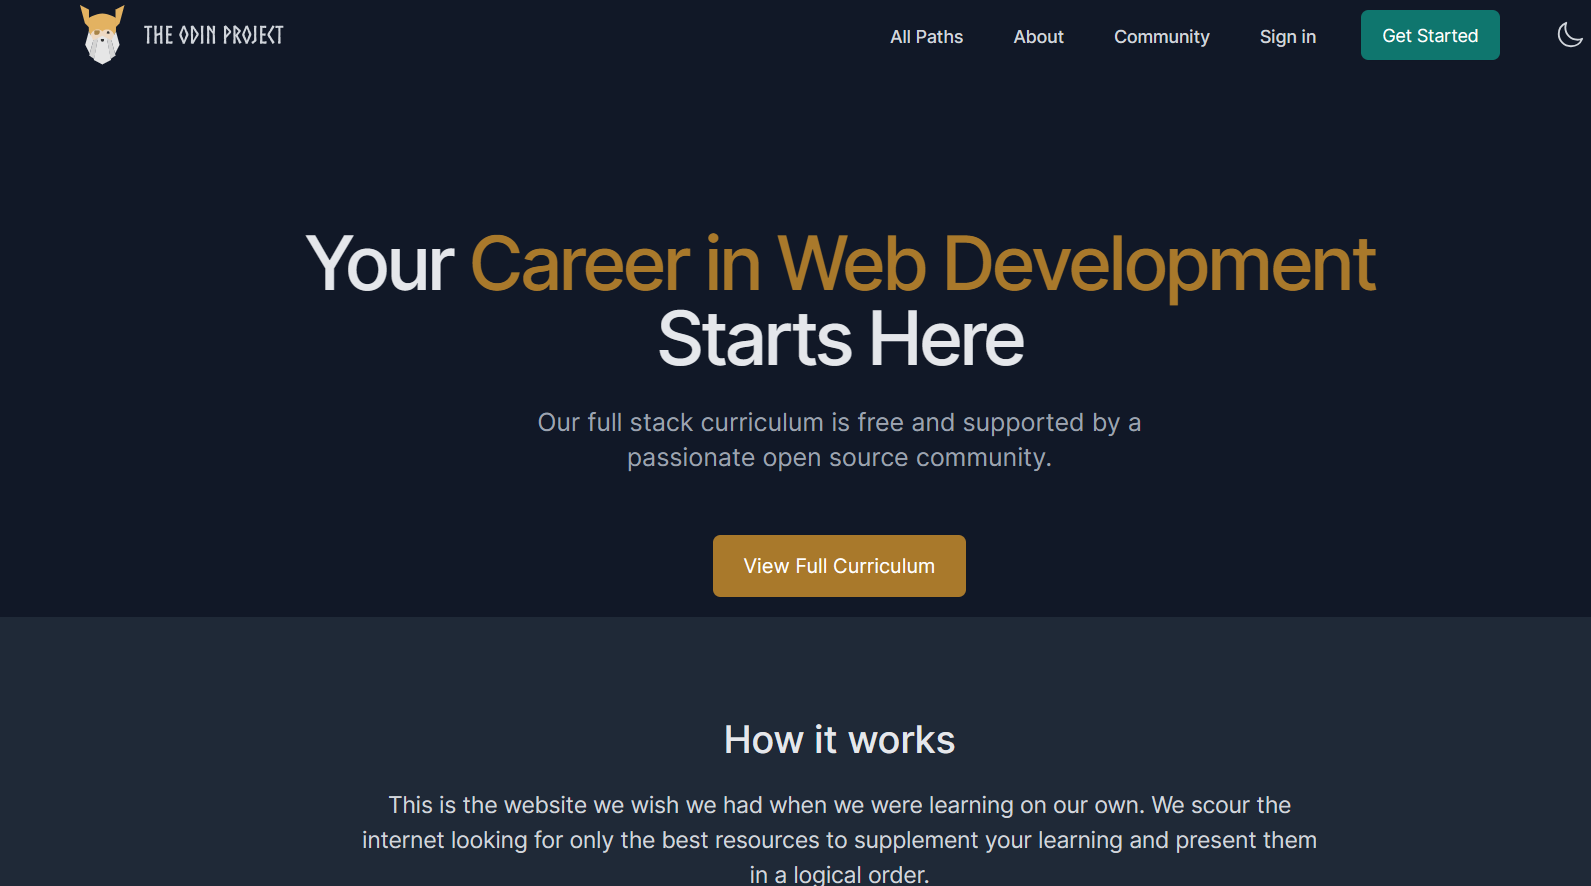 THE ODIN PROJECT
All Paths
About
Community
Sign in
Get Started
Your Career in Web Development
Starts Here
Our full stack curriculum is free and supported by a
passionate open source community.
View Full Curriculum
How it works
This is the website we wish we had when we were learning on our own. We scour the
internet looking for only the best resources to supplement your learning and present them
in a logical order.